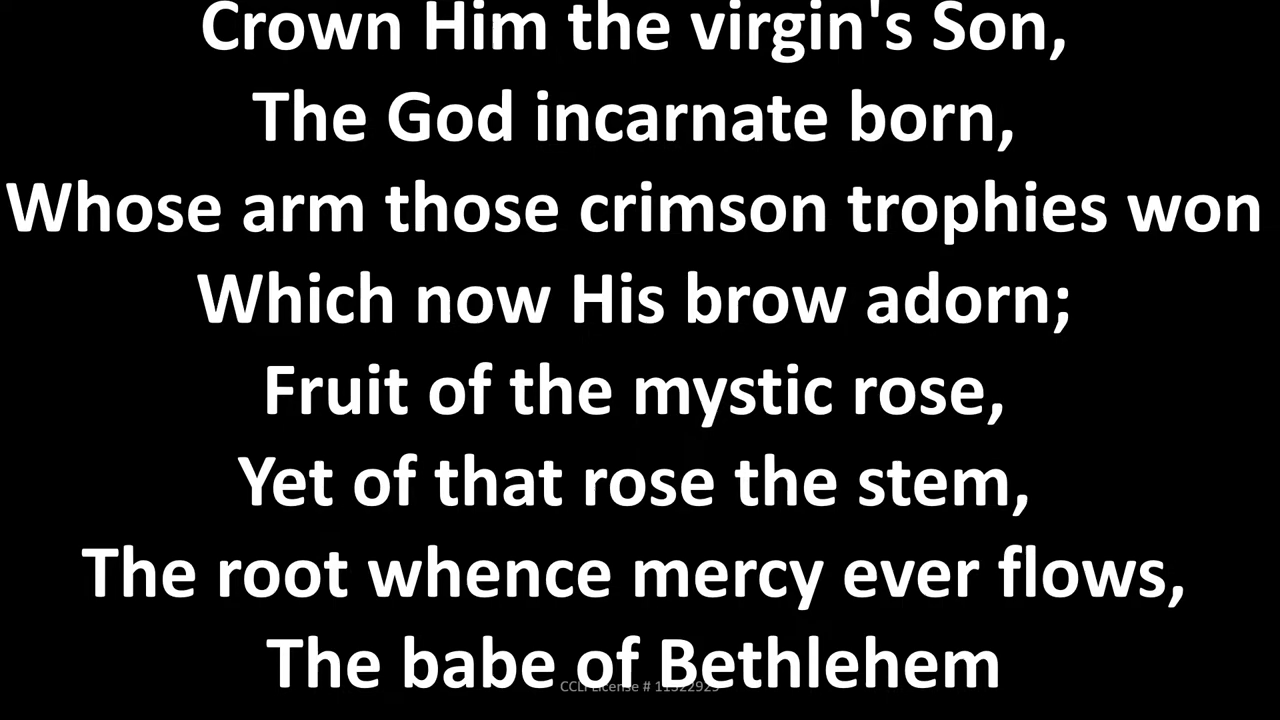 Crown Him the virgin's Son,
The God incarnate born,
Whose arm those crimson trophies won
Which now His brow adorn;
Fruit of the mystic rose,
Yet of that rose the stem,
The root whence mercy ever flows,
The babe of Bethlehem
CCLI License #